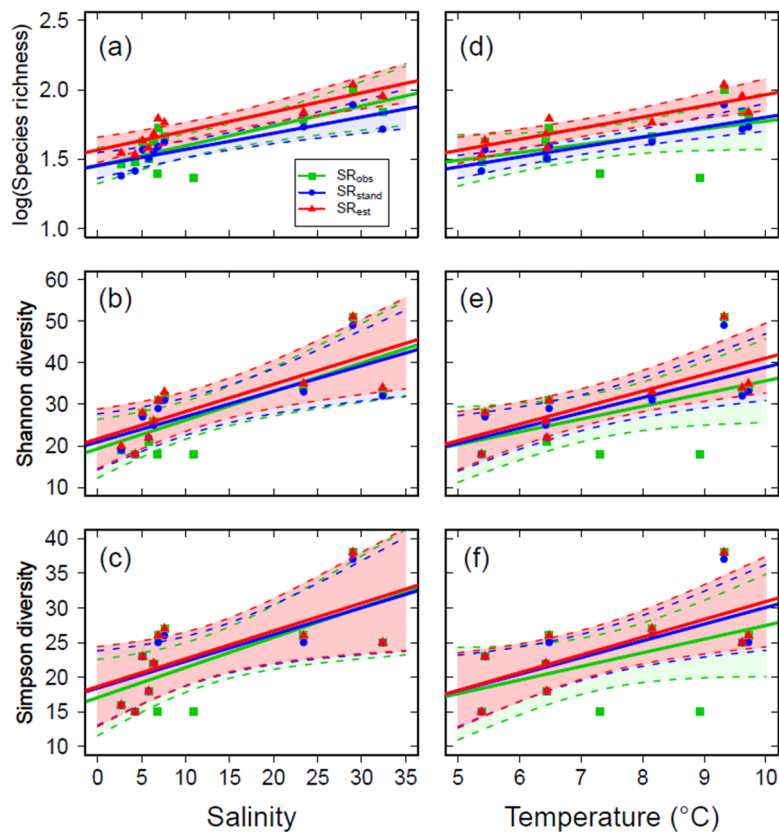 (a)
(d)
log(Species richness)
2.0
1.5
1.0
SRobs
SRstand
SRest
(b)
(e)
Shannon diversity
60
50
40
30
20
10
(c)
(f)
Simpson diversity
40
35
30
25
20
15
10
0 5 10 15 20 25 30 35
5 6 7 8 9 10
Salinity
Temperature (°C)